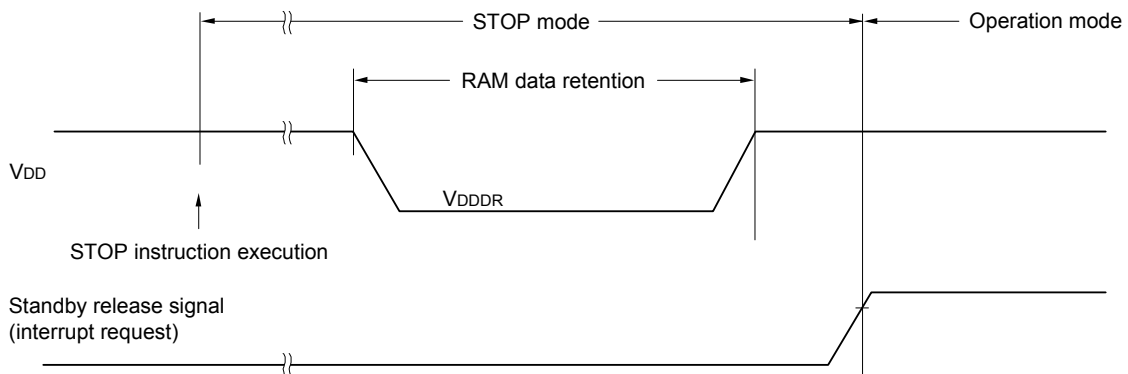 STOP mode
Operation mode
RAM data retention
VDD
VDDDR
STOP instruction execution
Standby release signal
(interrupt request)